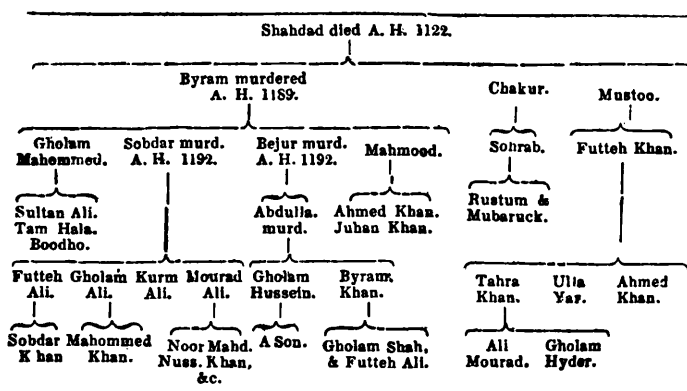 Shahdad died A. H. 1122.
Byram murdered
A. H. 1189.
Chakur.
Mustoo.
Gholam
Mahommed.
Sobdar murd.
A. H. 1192.
Bejur murd.
A. H. 1192.
Mahmood.
Sohrab.
Futteh Khan.
Sultan Ali.
Tam Hala.
Boodho.
Abdulla.
murd.
Ahmed Khan.
Juhan Khan.
Rustum &
Mubaruck.
Futteh
Ali.
Gholam
Ali.
Kurm
Ali.
Mourad
Ali.
Gholam
Hussein.
Byram
Khan.
Tahra
Khan.
Ulla
Yar.
Ahmed
Khan.
Sobdar
Khan
Mahommed
Khan.
Noor Mahd.
Nuss. Khan,
&c.
A Son.
Gholam Shah,
& Futteh Ali.
Ali
Mourad.
Gholam
Hyder.